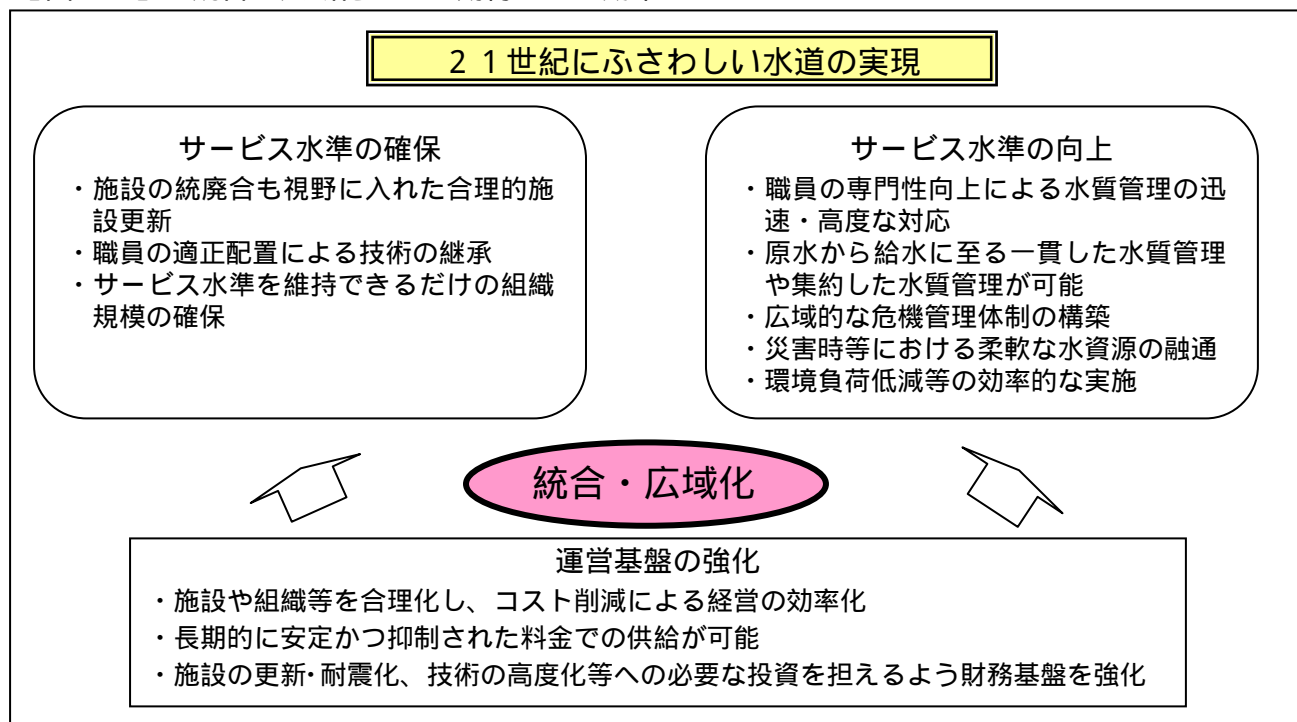 21世紀にふさわしい水道の実現
サービス水準の確保
・施設の統廃合も視野に入れた合理的施
設更新
・職員の適正配置による技術の継承
・サービス水準を維持できるだけの組織
規模の確保
サービス水準の向上
・職員の専門性向上による水質管理の迅
速・高度な対応
・原水から給水に至る一貫した水質管理
や集約した水質管理が可能
・広域的な危機管理体制の構築
・災害時等における柔軟な水資源の融通
・環境負荷低減等の効率的な実施
統合・広域化
運営基盤の強化
・施設や組織等を合理化し、コスト削減による経営の効率化
・長期的に安定かつ抑制された料金での供給が可能
・施設の更新・耐震化、技術の高度化等への必要な投資を担えるよう財務基盤を強化